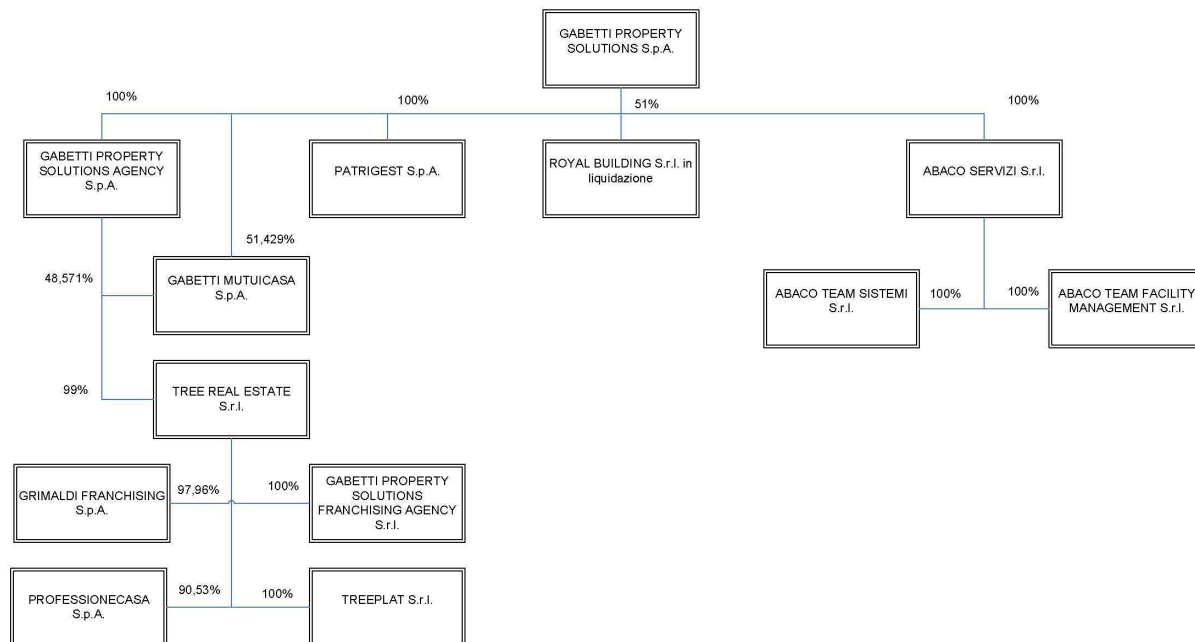 GABETTI PROPERTY
SOLUTIONS S.p.A.
100%
100%
51%
100%
GABETTI PROPERTY
SOLUTIONS AGENCY
S.p.A.
PATRIGEST S.p.A.
ROYAL BUILDING S.r.l. in
liquidazione
ABACO SERVIZI S.r.l.
51,429%
48,571%
GABETTI MUTUICASA
S.p.A.
ABACO TEAM SISTEMI
S.r.l.
100%
100%
ABACO TEAM FACILITY
MANAGEMENT S.r.l.
99%
TREE REAL ESTATE
S.r.l.
GRIMALDI FRANCHISING
S.p.A.
97,96%
100%
GABETTI PROPERTY
SOLUTIONS
FRANCHISING AGENCY
S.r.l.
PROFESSIONECASA
S.p.A.
90,53%
100%
TREEPLAT S.r.l.